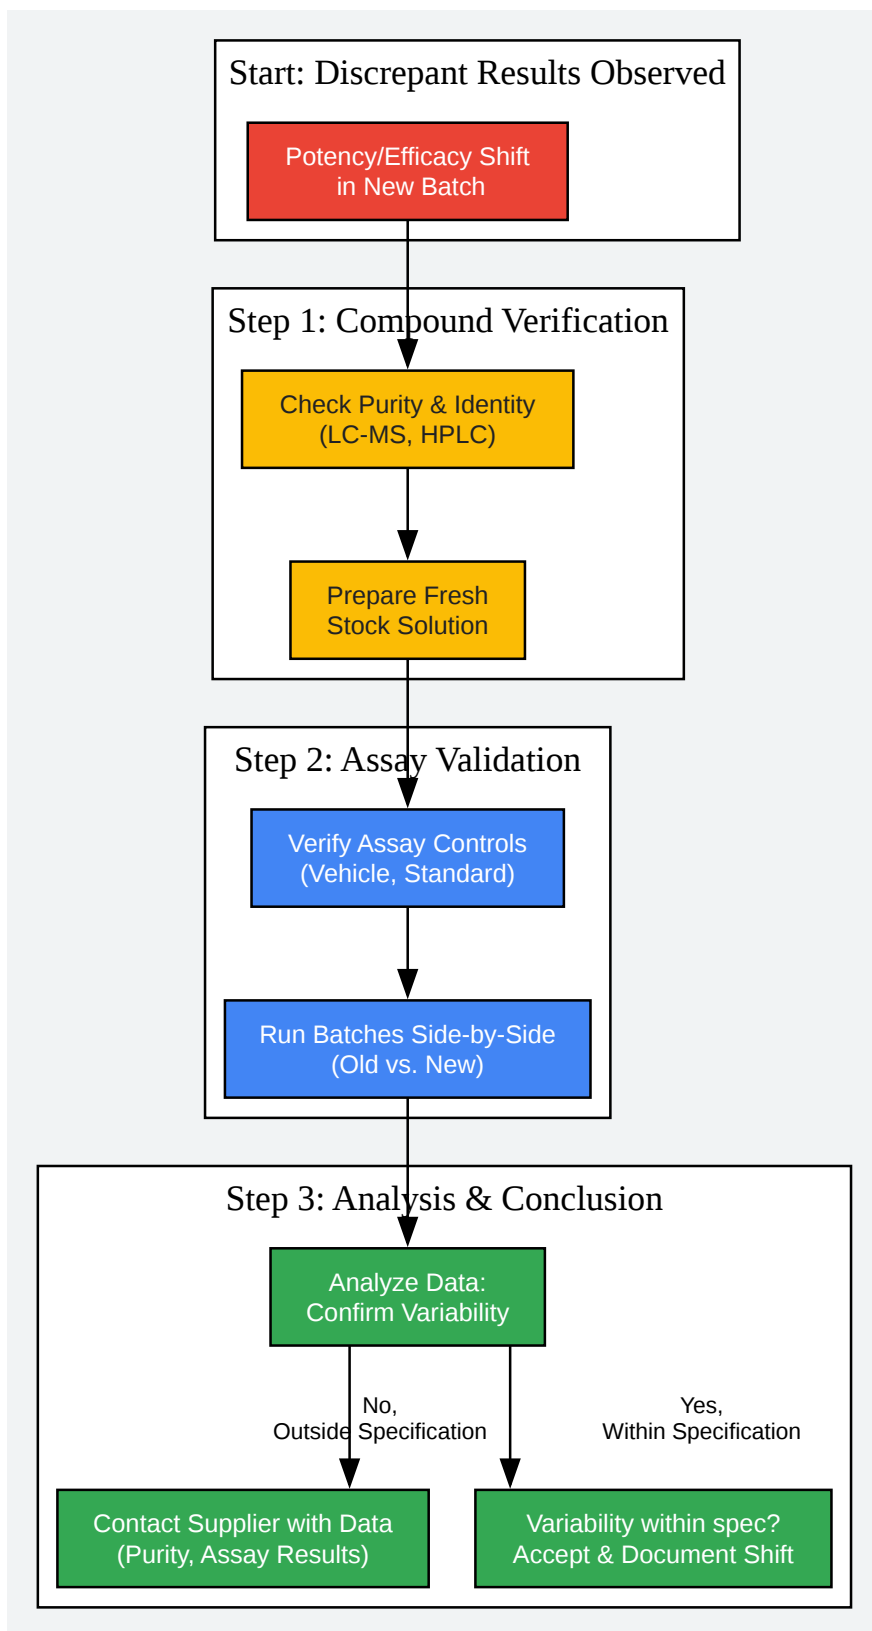 Start: Discrepant Results Observed
Potency/Efficacy Shift
in New Batch
Step 1: Compound Verification
Check Purity & Identity
(LC-MS, HPLC)
Prepare Fresh
Stock Solution
Step 2: Assay Validation
Verify Assay Controls
(Vehicle, Standard)
Run Batches Side-by-Side
(Old vs. New)
Step 3: Analysis & Conclusion
Analyze Data:
Confirm Variability
No,
Outside Specification
Yes,
Within Specification
Contact Supplier with Data
(Purity, Assay Results)
Variability within spec?
Accept & Document Shift